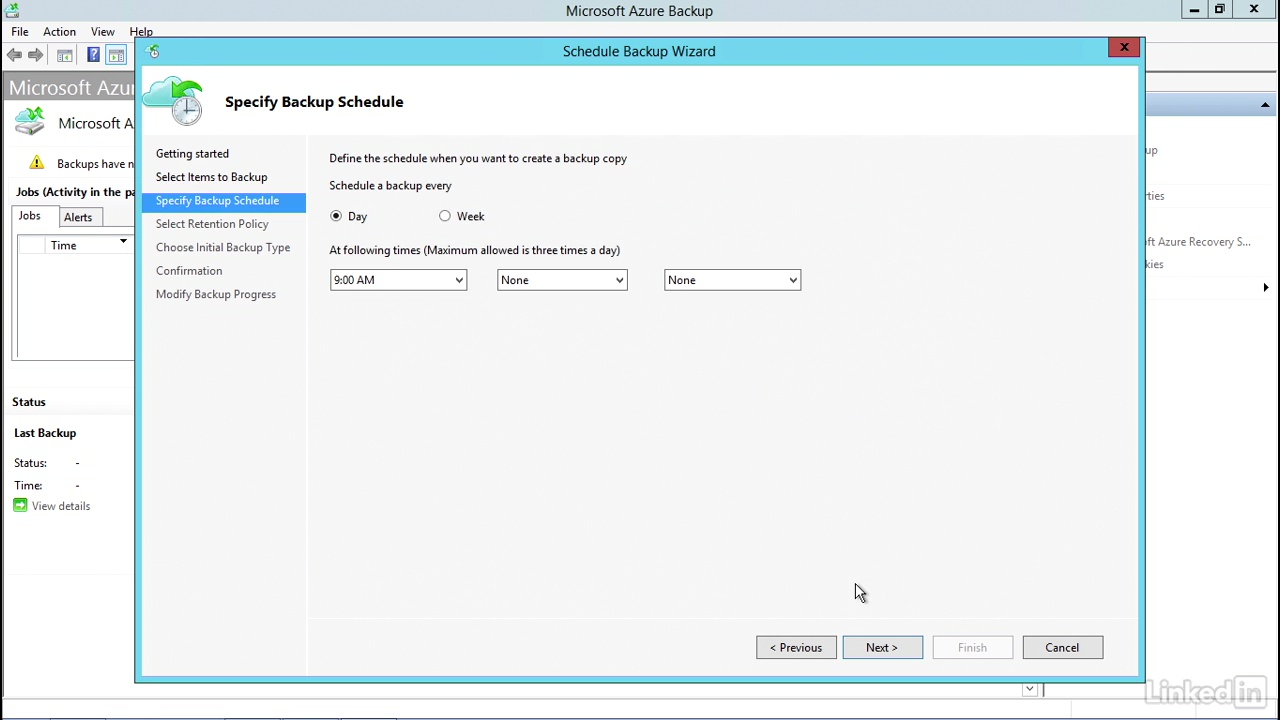 Microsoft Azure Backup
File Action View Help
Schedule Backup Wizard
Microsoft Azur
Specify Backup Schedule
Microsoft A
Backups have n
Jobs (Activity in the pa
Jobs Alerts
Time
Status
Last Backup
Status: -
Time: -
View details
Getting started
Select Items to Backup
Specify Backup Schedule
Select Retention Policy
Choose Initial Backup Type
Confirmation
Modify Backup Progress
Define the schedule when you want to create a backup copy
Schedule a backup every
Day Week
At following times (Maximum allowed is three times a day)
9:00 AM None None
< Previous Next > Finish Cancel
up
rties
ft Azure Recovery S...
kies
Linked in